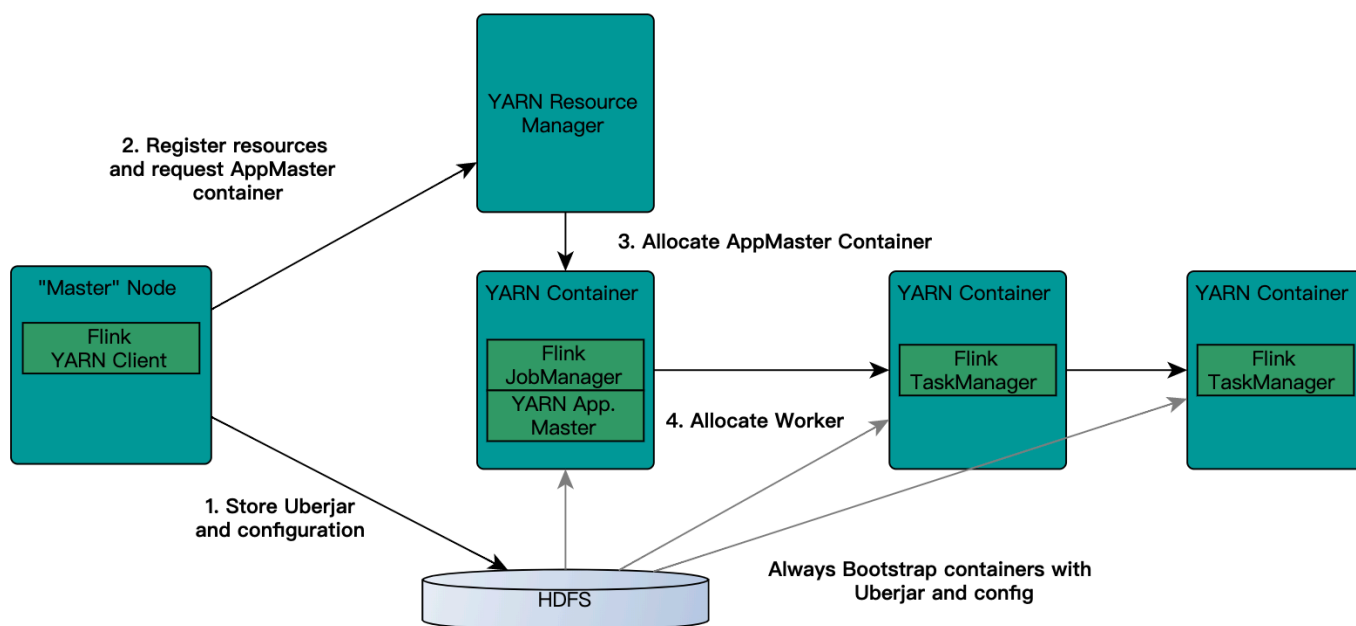 YARN Resource
Manager
2. Register resources
and request AppMaster
container
3. Allocate AppMaster Container
"Master" Node
Flink
YARN Client
YARN Container
Flink
JobManager
YARN App.
Master
YARN Container
Flink
TaskManager
YARN Container
Flink
TaskManager
4. Allocate Worker
1. Store Uberjar
and configuration
Always Bootstrap containers with
Uberjar and config
HDFS